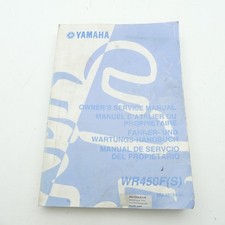 YAMAHA
OWNER'S SERVICE MANUAL
MANUEL D'ATELIER DU
PROPRIETAIRE
FAHRER- UND
WARTUNGS-HANDBUCH
MANUAL DE SERVICIO
DEL PROPIETARIO
WR450F(S)